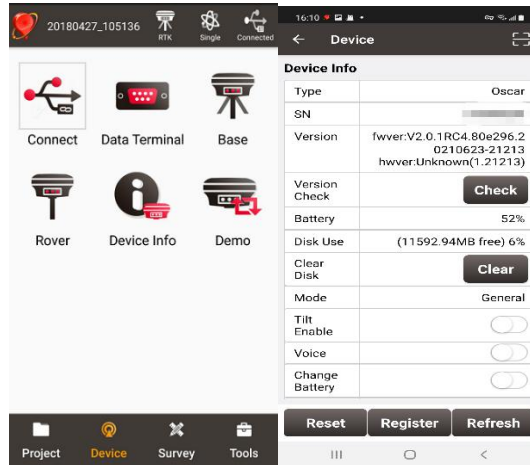 20180427_105136
RTK
Single
Connected
Connect
Data Terminal
Base
Rover
Device Info
Demo
Project
Device
Survey
Tools
16:10
Device
Device Info
Type
Oscar
SN
Version
fwver:V2.0.1RC4.80e296.2
0210623-21213
hwver:Unknown(1.21213)
Version
Check
Check
Battery
52%
Disk Use
(11592.94MB free) 6%
Clear
Disk
Clear
Mode
General
Tilt
Enable
Voice
Change
Battery
Reset
Register
Refresh